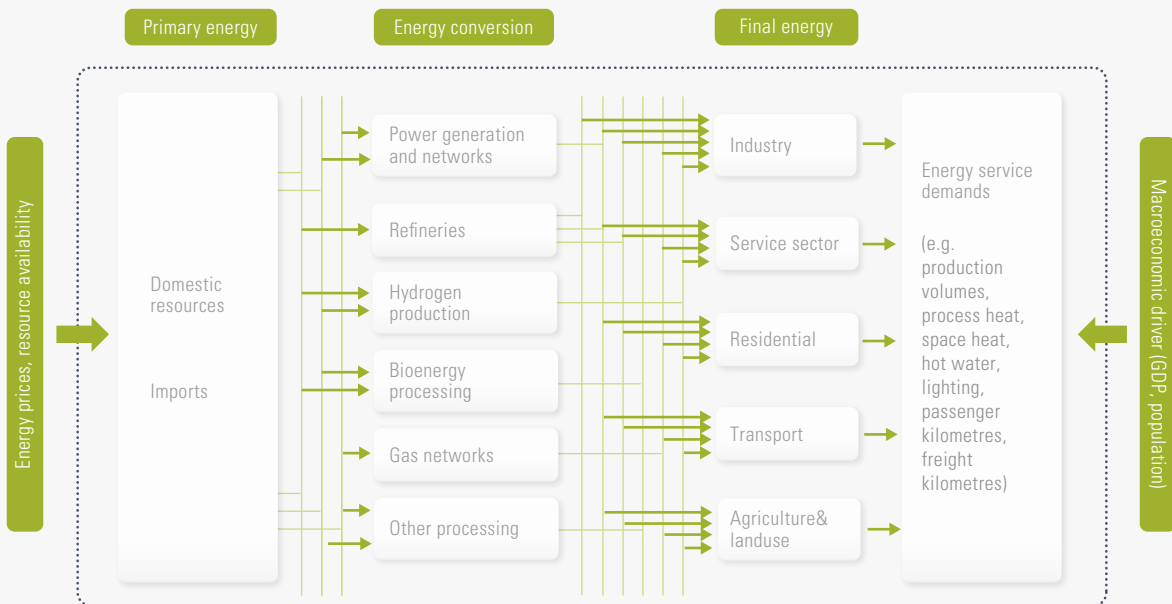 Primary energy
Energy conversion
Final energy
Energy prices, resource availability
Domestic
resources
Imports
Power generation
and networks
Refineries
Hydrogen
production
Bioenergy
processing
Gas networks
Other processing
Industry
Service sector
Residential
Transport
Agriculture&
landuse
Energy service
demands
(e.g.
production
volumes,
process heat,
space heat,
hot water,
lighting,
passenger
kilometres,
freight
kilometres)
Macroeconomic driver (GDP, population)